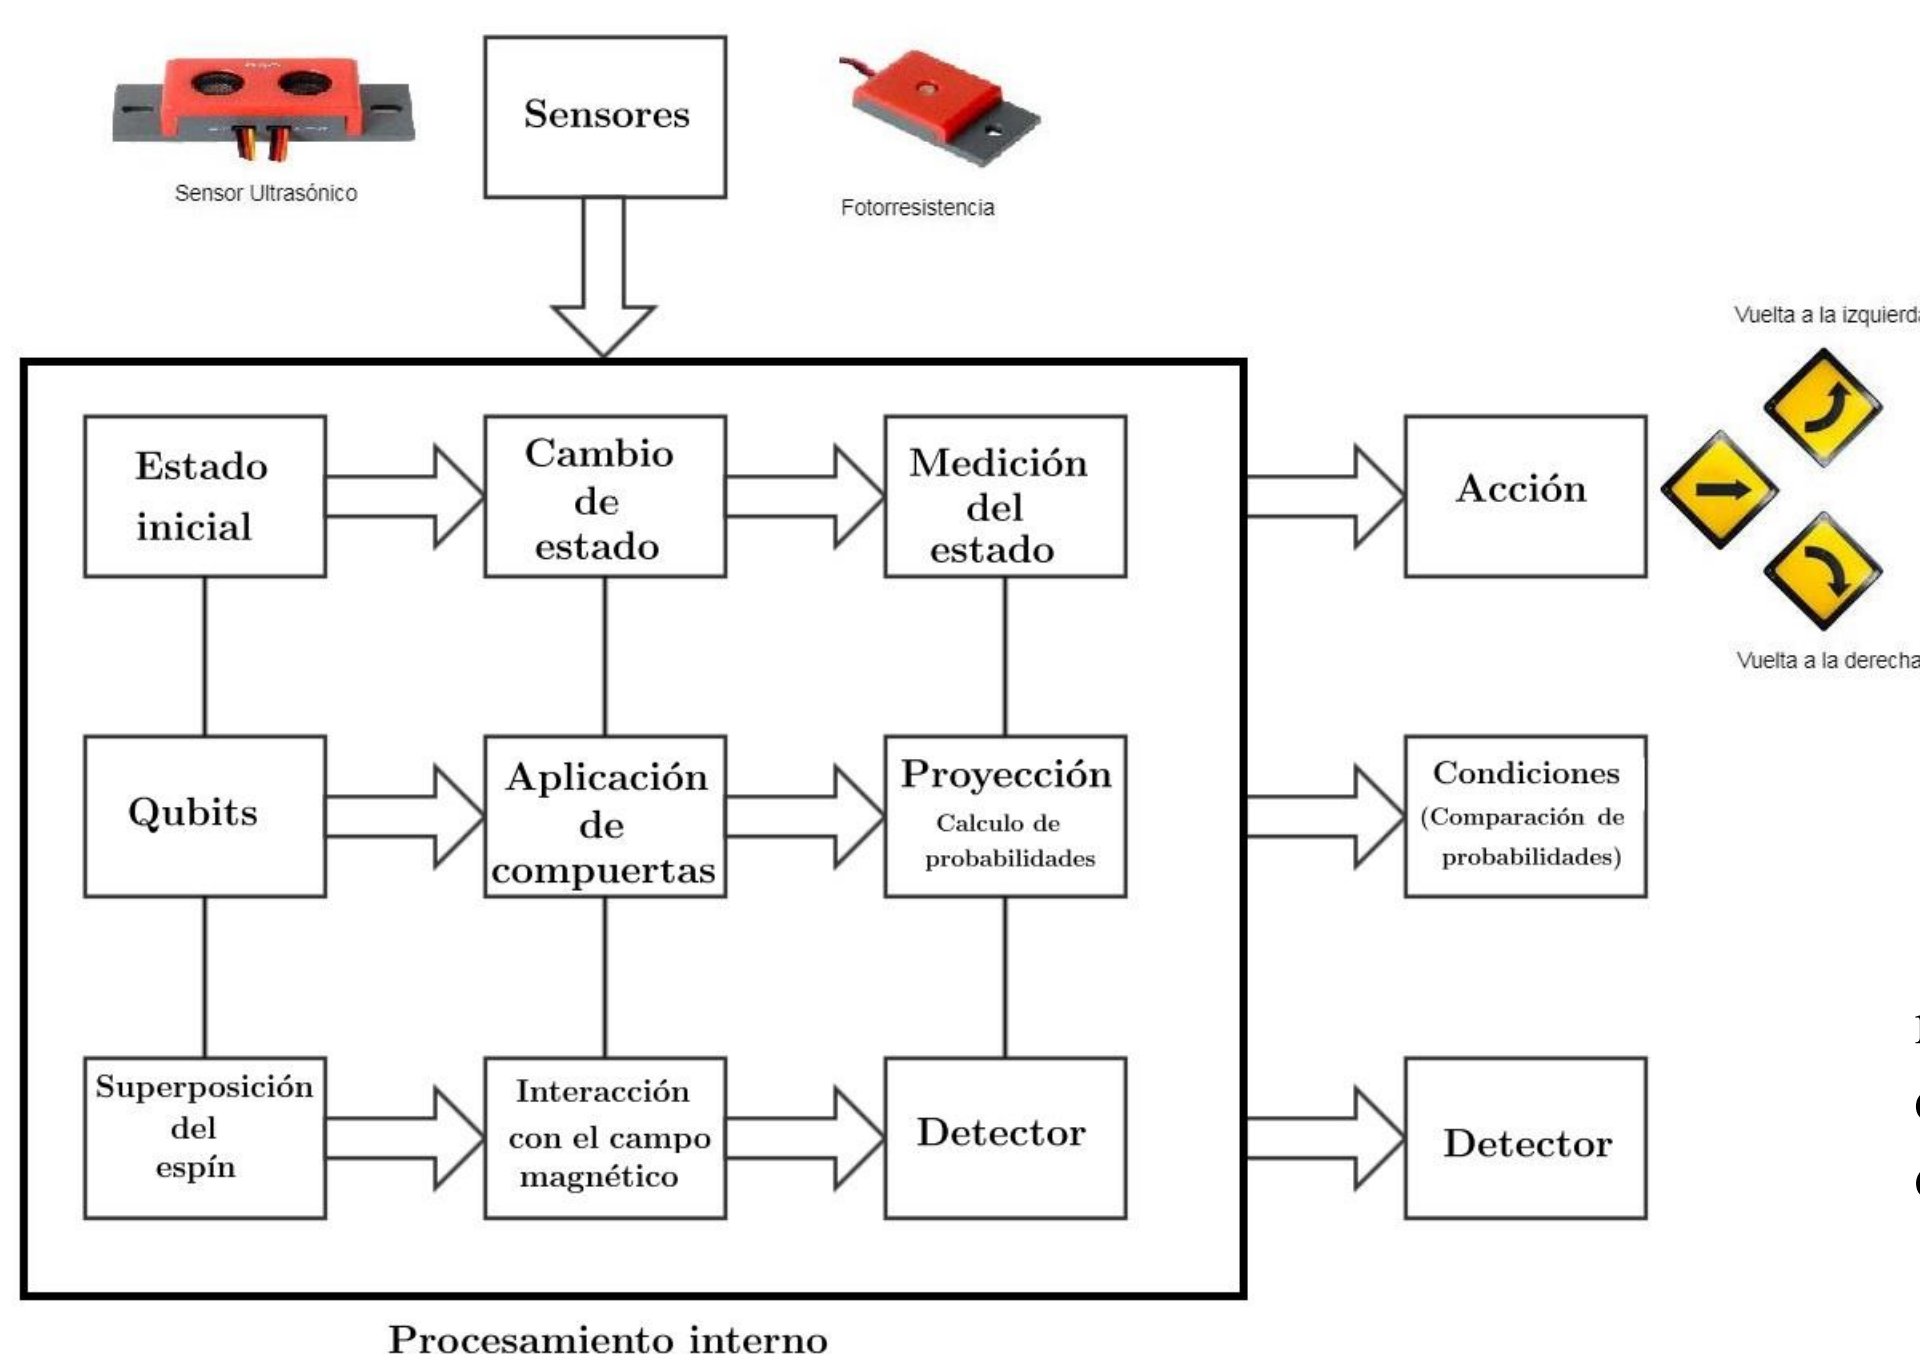 Sensores
Sensor Ultrasónico
Fotorresistencia
Vuelta a la izquierda
Estado
inicial
Cambio
de
estado
Medición
del
estado
Acción
Vuelta a la derecha
Qubits
Aplicación
de
compuertas
Proyección
Calculo de
probabilidades
Condiciones
(Comparación de
probabilidades)
Superposición
del
espín
Interacción
con el campo
magnético
Detector
Detector
Procesamiento interno